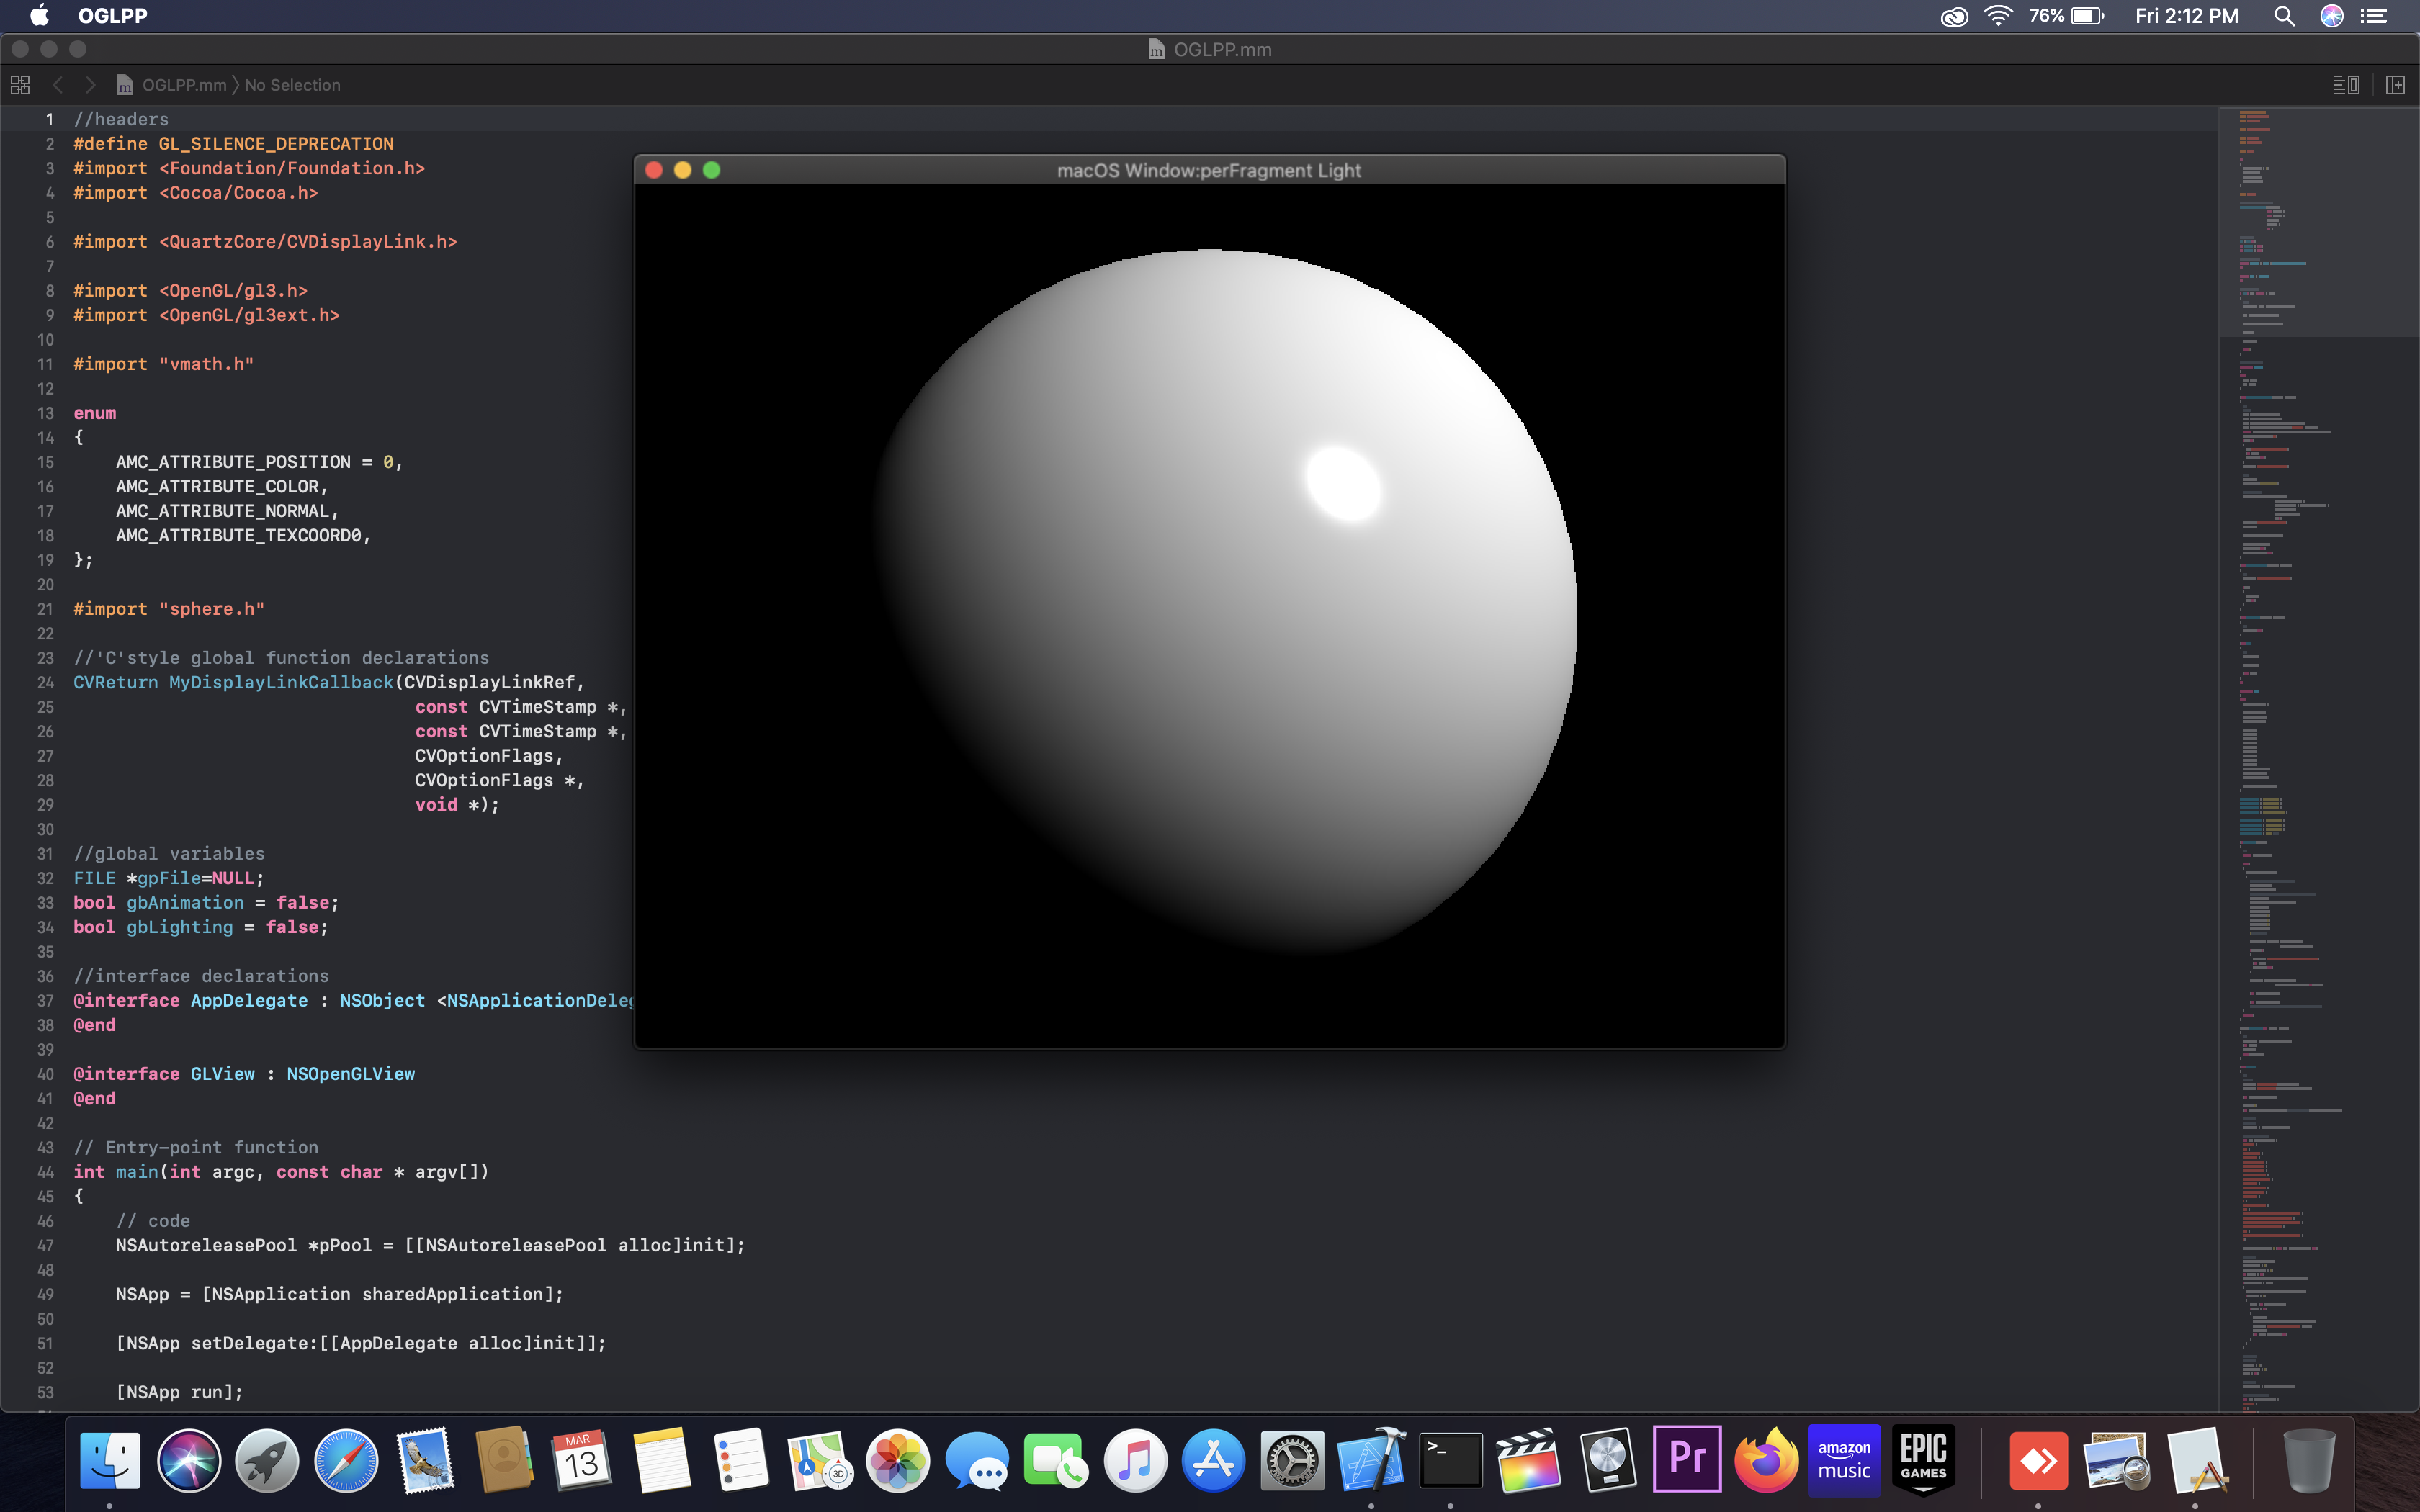 OGLPP
76%
Fri 2:12 PM
OGLPP.mm
OGLPP.mm 〉No Selection
1 //headers
2 #define GL_SILENCE_DEPRECATION
3 #import <Foundation/Foundation.h>
4 #import <Cocoa/Cocoa.h>
5
6 #import <QuartzCore/CVDisplayLink.h>
7
8 #import <OpenGL/gl3.h>
9 #import <OpenGL/gl3ext.h>
10
11 #import "vmath.h"
12
13 enum
14 {
15 AMC_ATTRIBUTE_POSITION = 0,
16 AMC_ATTRIBUTE_COLOR,
17 AMC_ATTRIBUTE_NORMAL,
18 AMC_ATTRIBUTE_TEXCOORD0,
19 };
20
21 #import "sphere.h"
22
23 //'C'style global function declarations
24 CVReturn MyDisplayLinkCallback(CVDisplayLinkRef,
25 const CVTimeStamp *,
26 const CVTimeStamp *,
27 CVOptionFlags,
28 CVOptionFlags *,
29 void *);
30
31 //global variables
32 FILE *gpFile=NULL;
33 bool gbAnimation = false;
34 bool gbLighting = false;
35
36 //interface declarations
37 @interface AppDelegate : NSObject <NSApplicationDeleg
38 @end
39
40 @interface GLView : NSOpenGLView
41 @end
42
43 // Entry-point function
44 int main(int argc, const char * argv[])
45 {
46 // code
47 NSAutoreleasePool *pPool = [[NSAutoreleasePool alloc]init];
48
49 NSApp = [NSApplication sharedApplication];
50
51 [NSApp setDelegate:[[AppDelegate alloc]init]];
52
53 [NSApp run];
macOS Window:perFragment Light
MAR
13
3D
>_
Pr
amazon
music
EPIC
GAMES